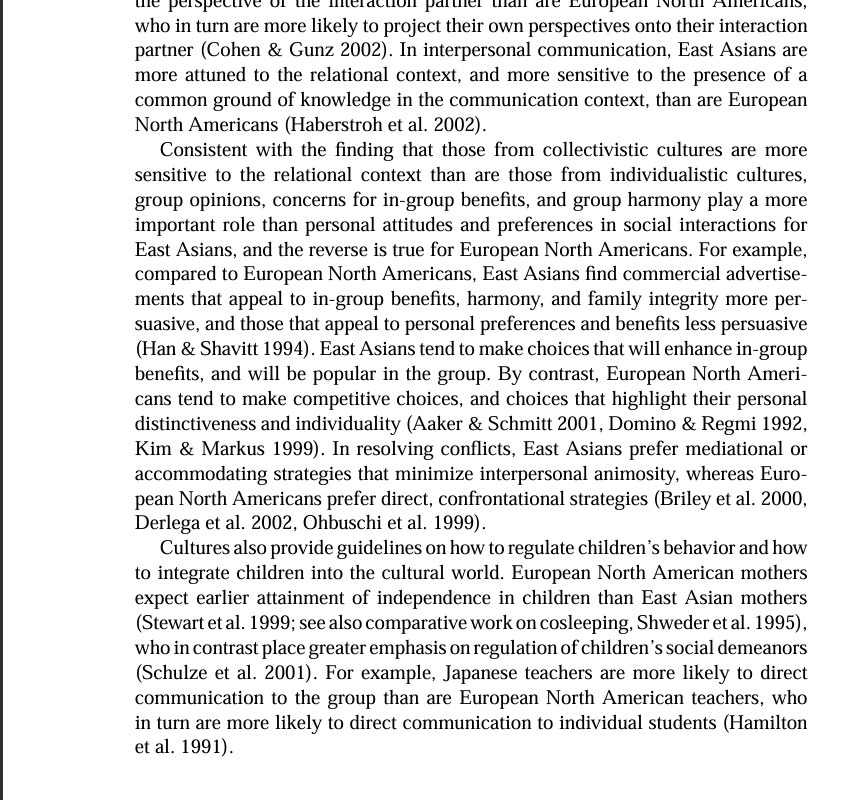 the perspective of the interaction partner than are European North Americans,
who in turn are more likely to project their own perspectives onto their interaction
partner (Cohen & Gunz 2002). In interpersonal communication, East Asians are
more attuned to the relational context, and more sensitive to the presence of a
common ground of knowledge in the communication context, than are European
North Americans (Haberstroh et al. 2002).
Consistent with the finding that those from collectivistic cultures are more
sensitive to the relational context than are those from individualistic cultures,
group opinions, concerns for in-group benefits, and group harmony play a more
important role than personal attitudes and preferences in social interactions for
East Asians, and the reverse is true for European North Americans. For example,
compared to European North Americans, East Asians find commercial advertise-
ments that appeal to in-group benefits, harmony, and family integrity more per-
suasive, and those that appeal to personal preferences and benefits less persuasive
(Han & Shavitt 1994). East Asians tend to make choices that will enhance in-group
benefits, and will be popular in the group. By contrast, European North Ameri-
cans tend to make competitive choices, and choices that highlight their personal
distinctiveness and individuality (Aaker & Schmitt 2001, Domino & Regmi 1992,
Kim & Markus 1999). In resolving conflicts, East Asians prefer mediational or
accommodating strategies that minimize interpersonal animosity, whereas Euro-
pean North Americans prefer direct, confrontational strategies (Briley et al. 2000,
Derlega et al. 2002, Ohbuschi et al. 1999).
Cultures also provide guidelines on how to regulate children's behavior and how
to integrate children into the cultural world. European North American mothers
expect earlier attainment of independence in children than East Asian mothers
(Stewart et al. 1999; see also comparative work on cosleeping, Shweder et al. 1995),
who in contrast place greater emphasis on regulation of children's social demeanors
(Schulze et al. 2001). For example, Japanese teachers are more likely to direct
communication to the group than are European North American teachers, who
in turn are more likely to direct communication to individual students (Hamilton
et al. 1991).